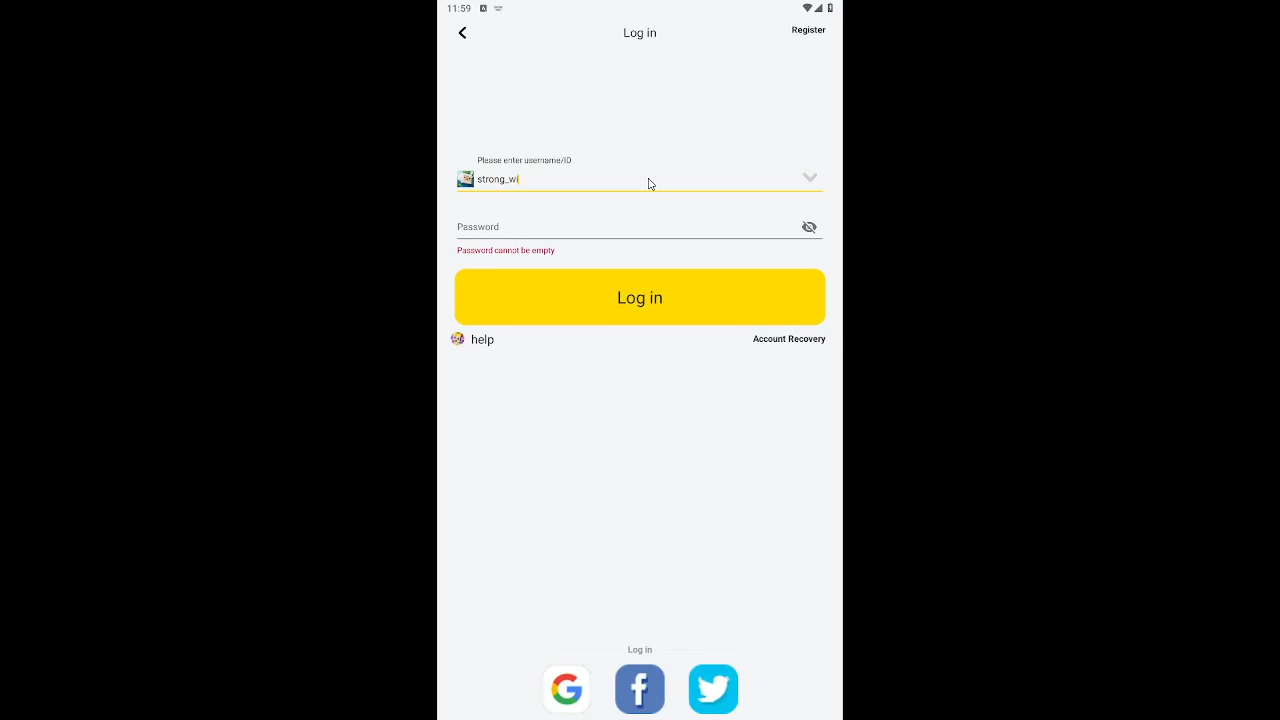 11:59
Log in
Register
Please enter username/ID
strong_wi
Password
Password cannot be empty
Log in
help
Account Recovery
Log in